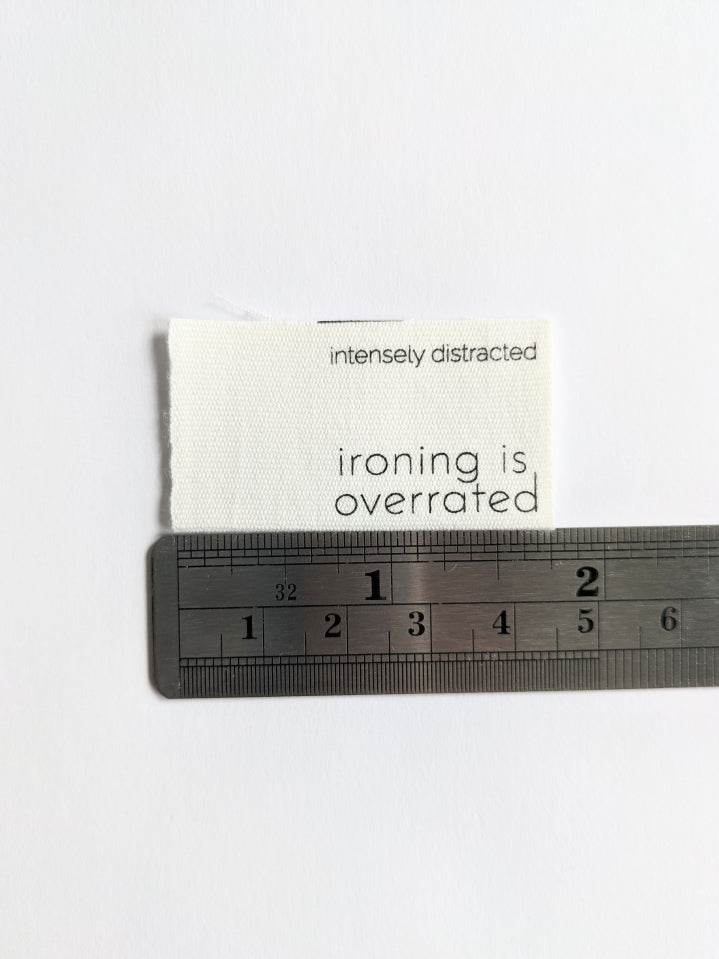 intensely distracted
ironing is
overrated
32 1 2
1 2 3 4 5 6